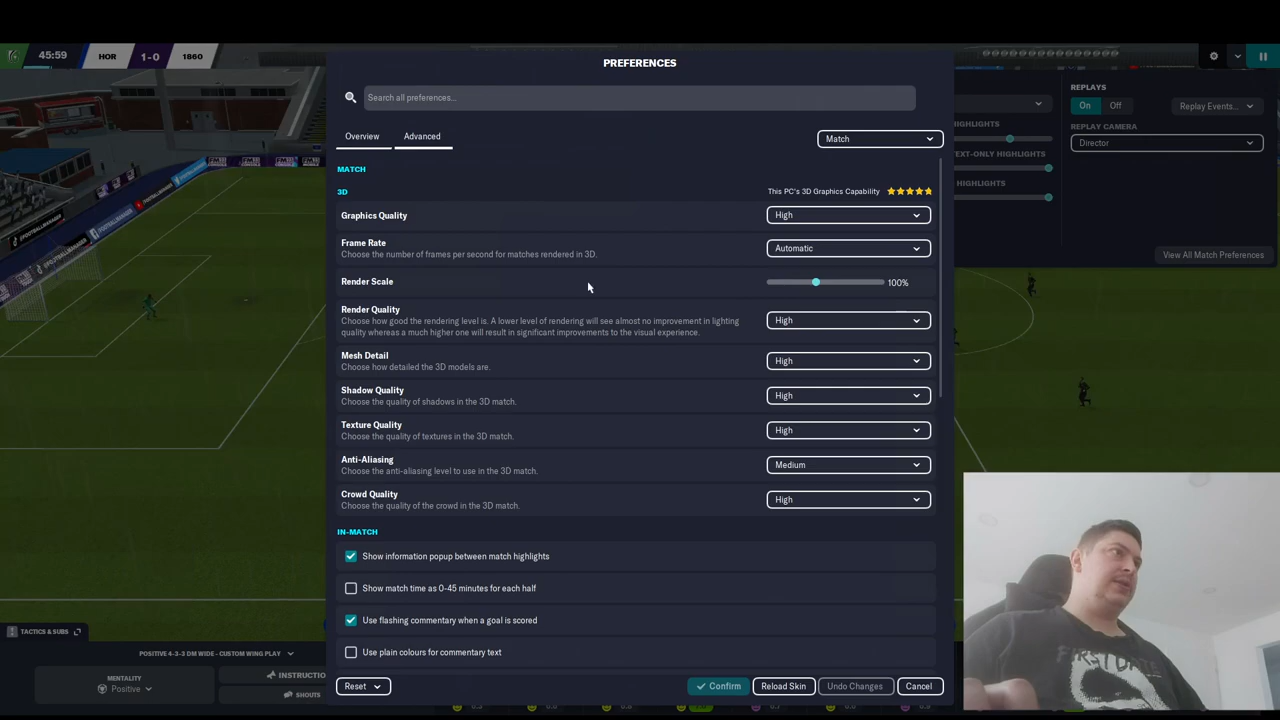 45:59 HOR 1-0 1860
PREFERENCES
Search all preferences...
Overview Advanced Match
MATCH
3D This PC's 3D Graphics Capability
Graphics Quality High
Frame Rate Automatic
Choose the number of frames per second for matches rendered in 3D.
Render Scale 100%
Render Quality High
Choose how good the rendering level is. A lower level of rendering will see almost no improvement in lighting
quality whereas a much higher one will result in significant improvements to the visual experience.
Mesh Detail High
Choose how detailed the 3D models are.
Shadow Quality High
Choose the quality of shadows in the 3D match.
Texture Quality High
Choose the quality of textures in the 3D match.
Anti-Aliasing Medium
Choose the anti-aliasing level to use in the 3D match.
Crowd Quality High
Choose the quality of the crowd in the 3D match.
IN-MATCH
Show information popup between match highlights
Show match time as 0-45 minutes for each half
Use flashing commentary when a goal is scored
Use plain colours for commentary text
Reset Confirm Reload Skin Undo Changes Cancel
REPLAYS
On Off Replay Events...
REPLAY CAMERA
Director
HIGHLIGHTS
TEXT-ONLY HIGHLIGHTS
HIGHLIGHTS
View All Match Preferences
TACTICS & SUBS
POSITIVE 4-3-3 DM WIDE - CUSTOM WING PLAY
MENTALITY
Positive
INSTRUCTIO
SHOUTS